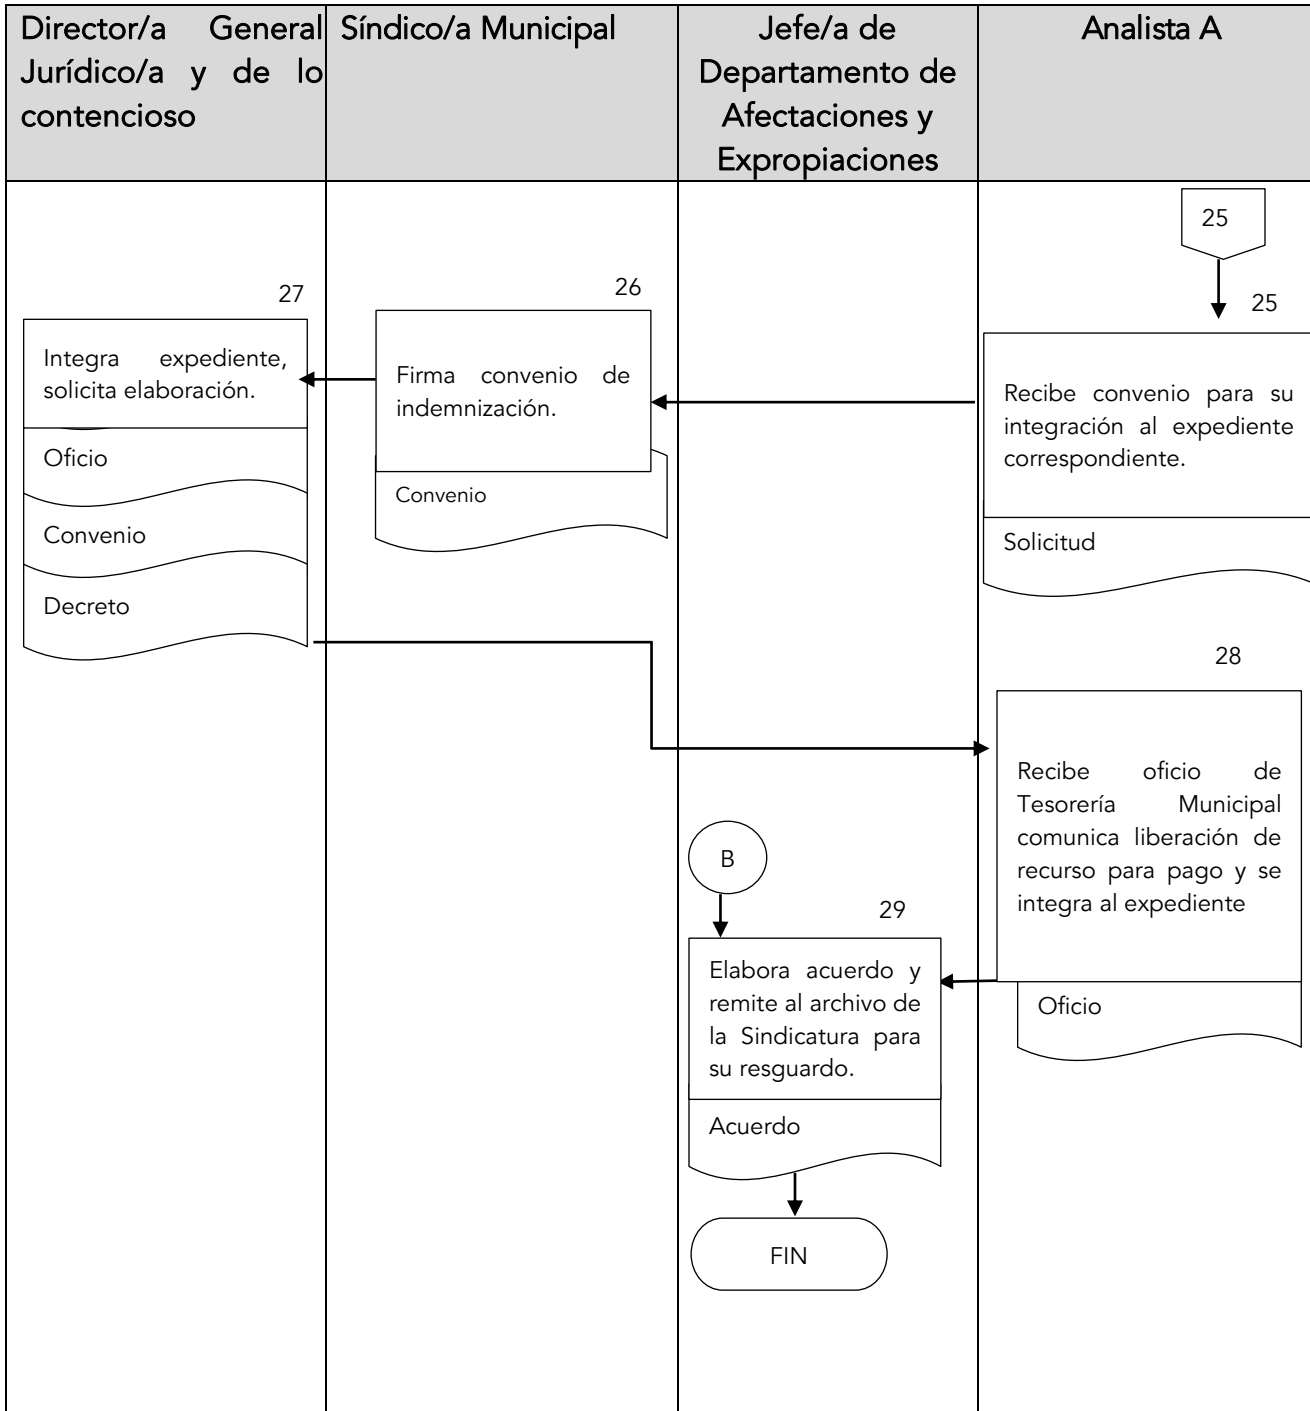 Director/a General
Jurídico/a y de lo
contencioso
Síndico/a Municipal
Jefe/a de
Departamento de
Afectaciones y
Expropiaciones
Analista A
25
25
Recibe convenio para su
integración al expediente
correspondiente.
Solicitud
26
Firma convenio de
indemnización.
Convenio
27
Integra expediente,
solicita elaboración.
Oficio
Convenio
Decreto
28
Recibe oficio de
Tesorería Municipal
comunica liberación de
recurso para pago y se
integra al expediente
Oficio
B
29
Elabora acuerdo y
remite al archivo de
la Sindicatura para
su resguardo.
Acuerdo
FIN